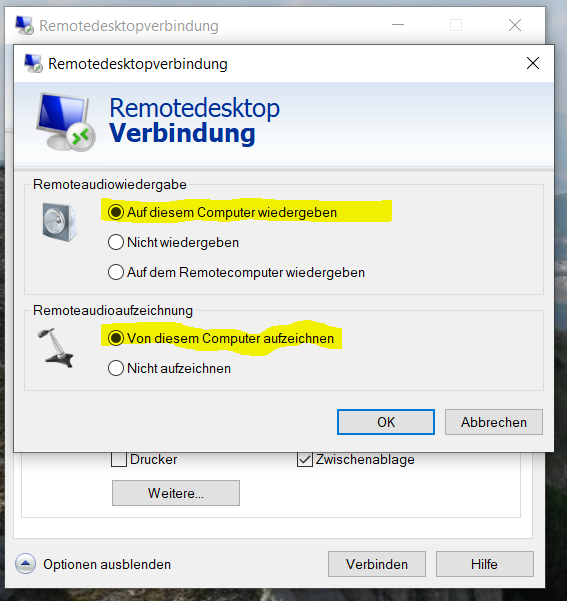 Remotedesktopverbindung
Remotedesktopverbindung
Remotedesktop
Verbindung
Remoteaudiowiedergabe
Auf diesem Computer wiedergeben
Nicht wiedergeben
Auf dem Remotecomputer wiedergeben
Remoteaudioaufzeichnung
Von diesem Computer aufzeichnen
Nicht aufzeichnen
OK Abbrechen
Drucker Zwischenablage
Weitere...
Optionen ausblenden Verbinden Hilfe